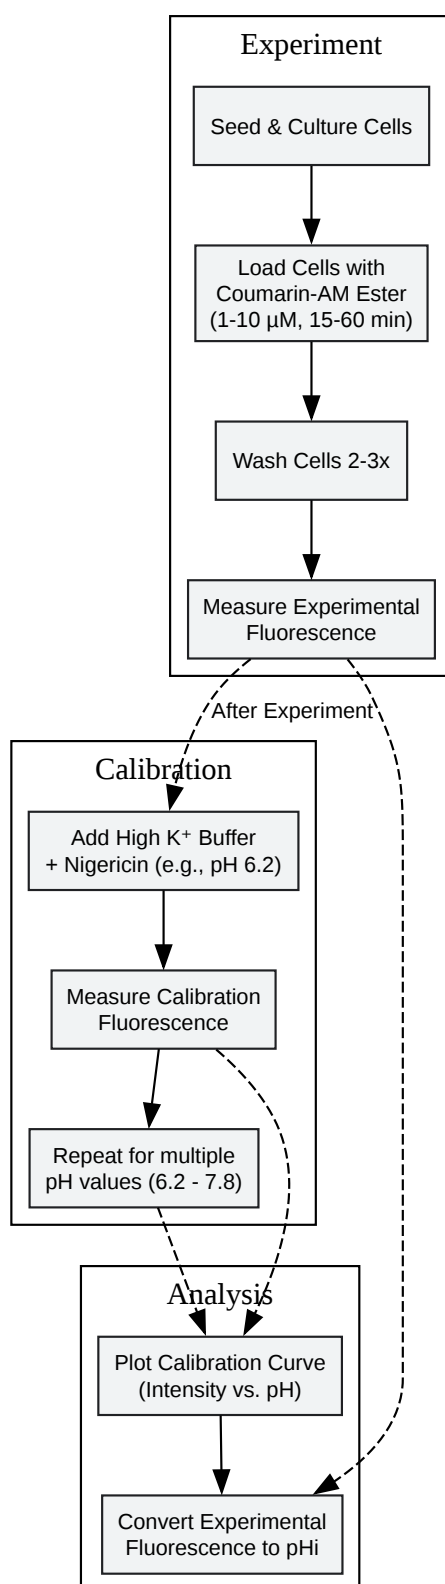 Experiment
Seed & Culture Cells
Load Cells with
Coumarin-AM Ester
(1-10 µM, 15-60 min)
Wash Cells 2-3x
Measure Experimental
Fluorescence
After Experiment
Calibration
Add High K⁺ Buffer
+ Nigericin (e.g., pH 6.2)
Measure Calibration
Fluorescence
Repeat for multiple
pH values (6.2 - 7.8)
Analysis
Plot Calibration Curve
(Intensity vs. pH)
Convert Experimental
Fluorescence to pHi